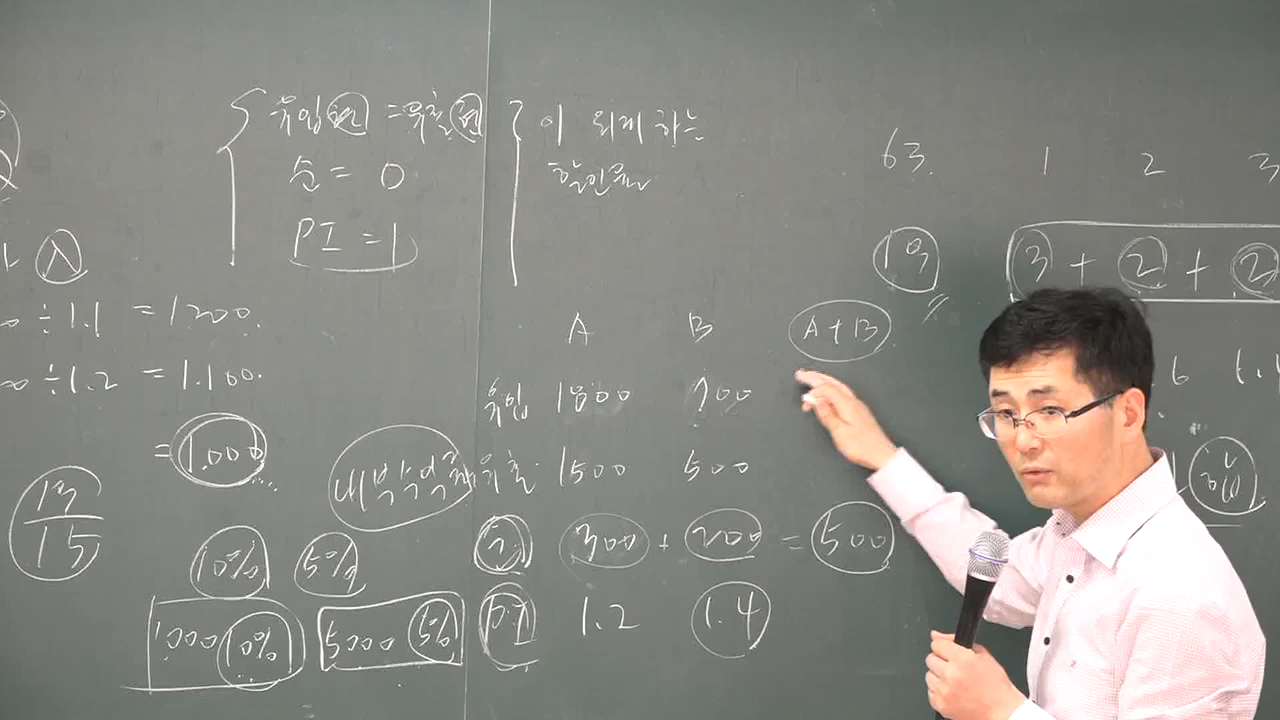 유입현 = 유출현
순 = 0
PI = 1
이 되게 하는
할인율
63. 1 2 3
19 3 + 2 + 2
λ
÷1.1 = 1200.
÷1.2 = 1.100.
= 1.000
13
15
내부수익률
10% 5%
1000 10% 5000 5%
A B A+B
유입 1800 700
유출 1500 500
순 300 + 200 = 500
PI 1.2 1.4